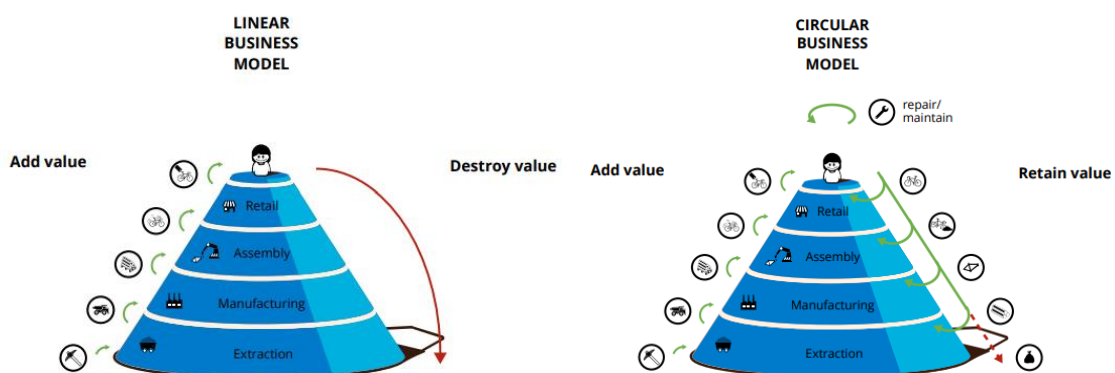 LINEAR
BUSINESS
MODEL
Add value
Destroy value
Retail
Assembly
Manufacturing
Extraction
CIRCULAR
BUSINESS
MODEL
repair/
maintain
Add value
Retain value
Retail
Assembly
Manufacturing
Extraction